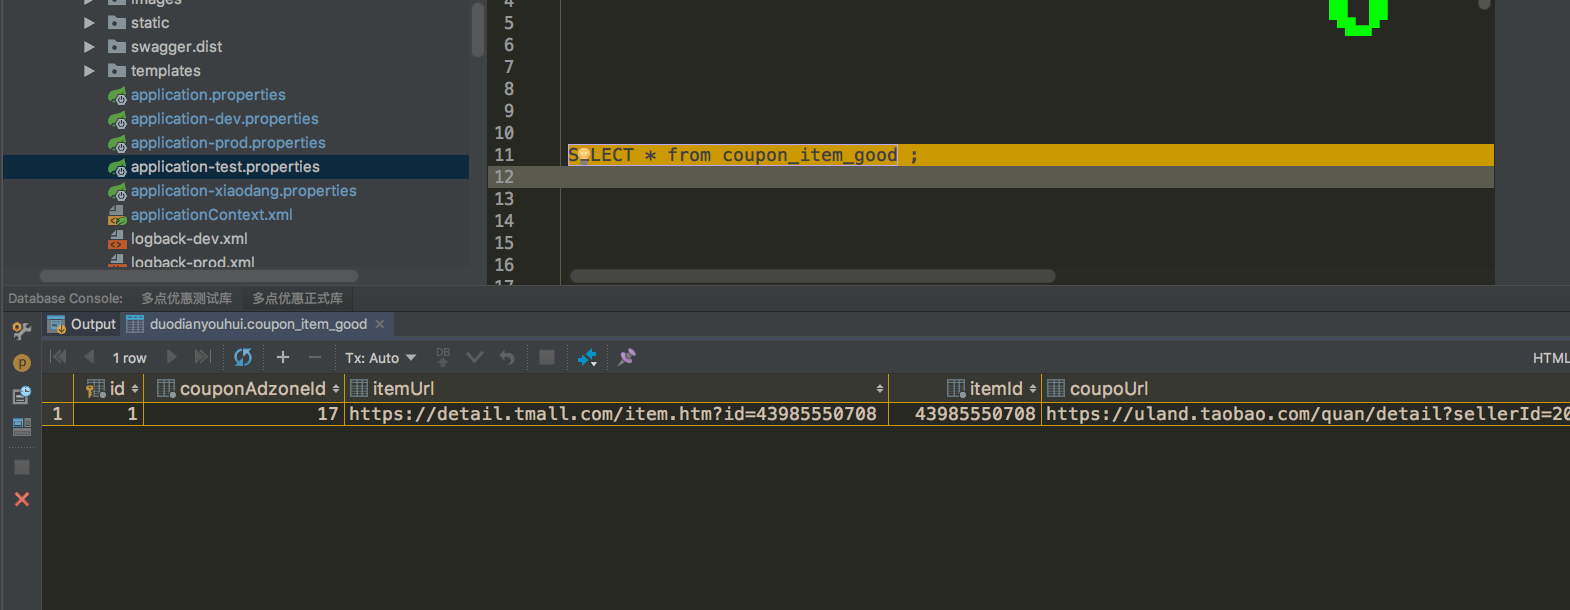 images
static
swagger.dist
templates
application.properties
application-dev.properties
application-prod.properties
application-test.properties
application-xiaodang.properties
applicationContext.xml
logback-dev.xml
logback-prod.xml
4
5
6
7
8
9
10
11 SELECT * from coupon_item_good ;
12
13
14
15
16
17
Database Console: 多点优惠测试库 多点优惠正式库
Output duodianyouhui.coupon_item_good
1 row Tx: Auto DB HTML
id couponAdzoneId itemUrl itemId coupoUrl
1 1 17 https://detail.tmall.com/item.htm?id=43985550708 43985550708 https://uland.taobao.com/quan/detail?sellerId=20